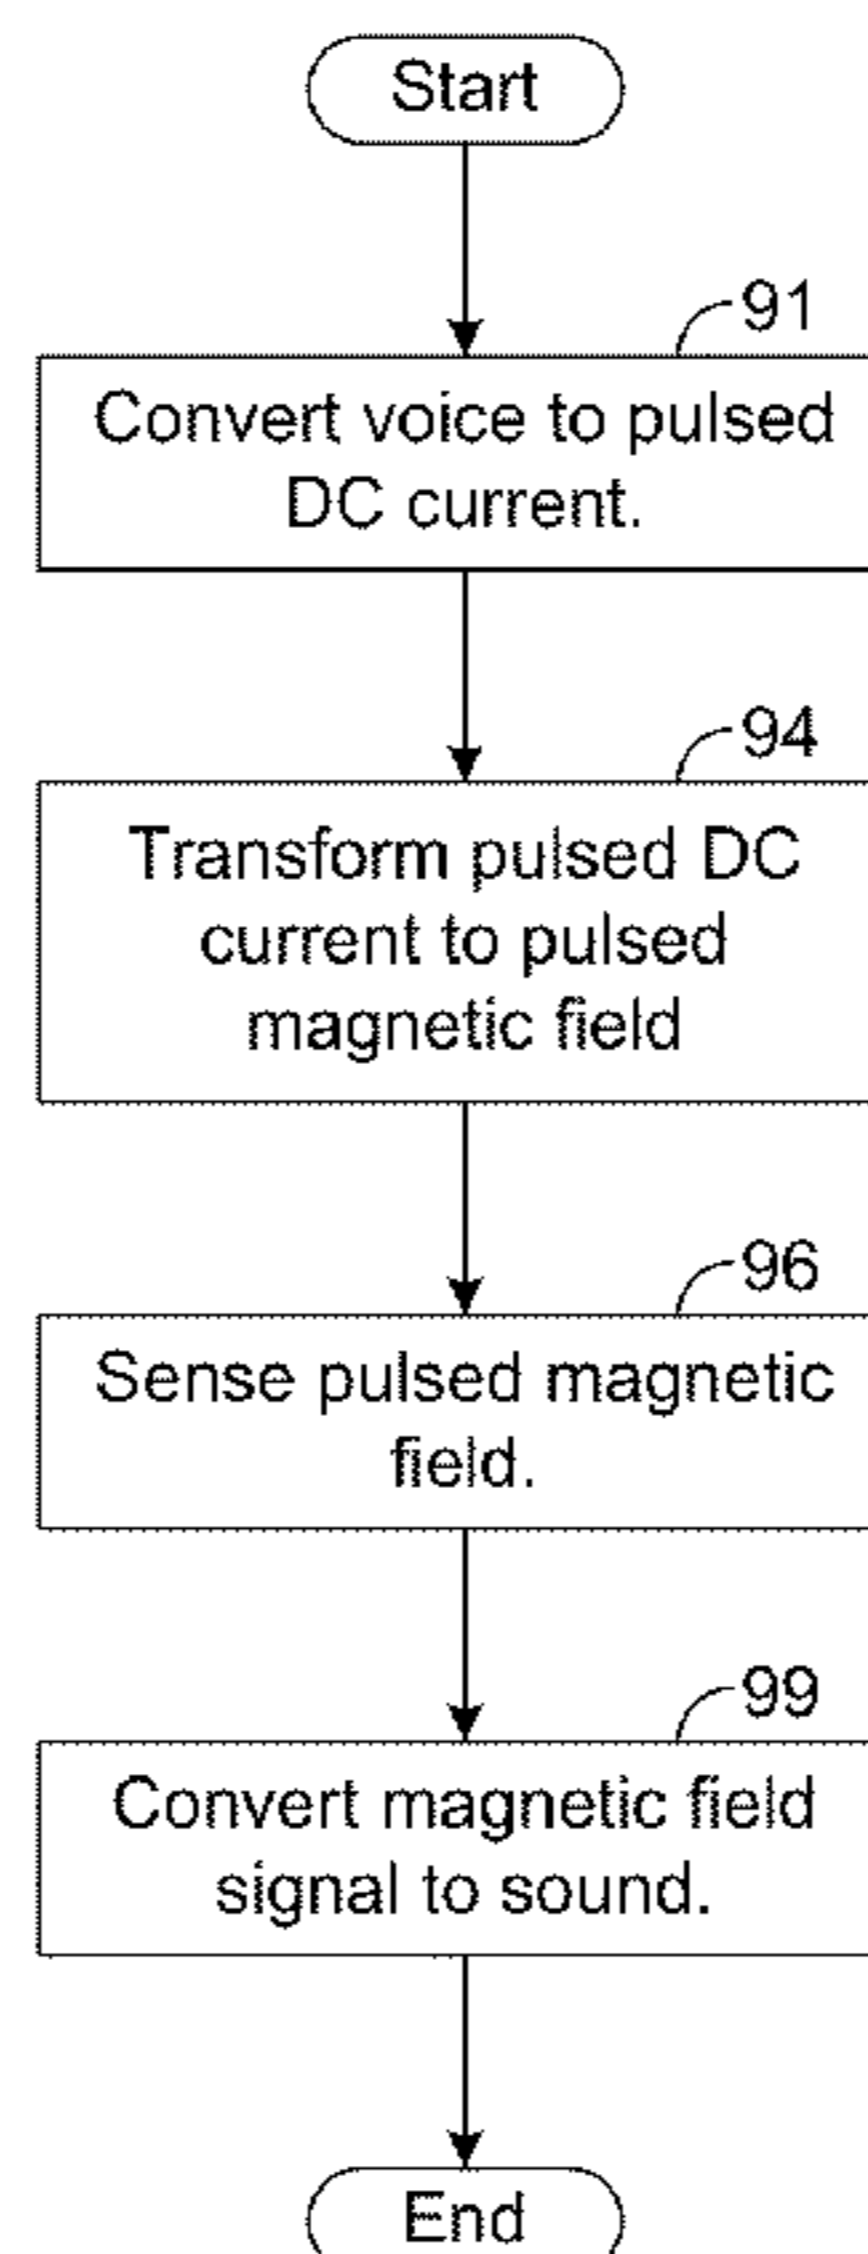 Start
91
Convert voice to pulsed
DC current.
94
Transform pulsed DC
current to pulsed
magnetic field
96
Sense pulsed magnetic
field.
99
Convert magnetic field
signal to sound.
End